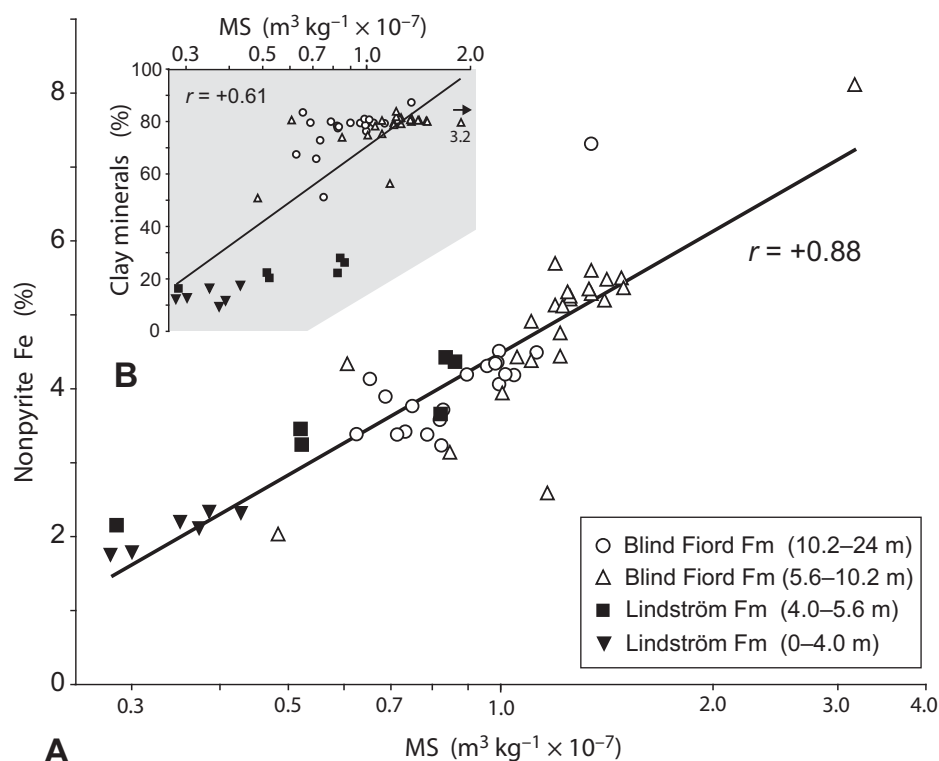 MS (m³ kg⁻¹ × 10⁻⁷)
0.3 0.5 0.7 1.0 2.0
100
80
60
40
20
0
Clay minerals (%)
r = +0.61
3.2
B
8
6
4
2
0
Nonpyrite Fe (%)
r = +0.88
Blind Fiord Fm (10.2–24 m)
Blind Fiord Fm (5.6–10.2 m)
Lindström Fm (4.0–5.6 m)
Lindström Fm (0–4.0 m)
0.3 0.5 0.7 1.0 2.0 3.0 4.0
A
MS (m³ kg⁻¹ × 10⁻⁷)